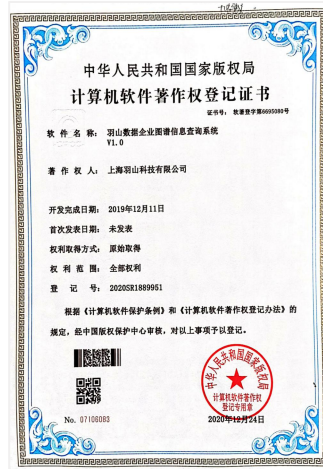 中华人民共和国国家版权局
计算机软件著作权登记证书
证书号： 软著登字第6695080号
软 件 名 称： 羽山数据企业图谱信息查询系统
V1.0
著 作 权 人： 上海羽山科技有限公司
开发完成日期： 2019年12月11日
首次发表日期： 未发表
权利取得方式： 原始取得
权 利 范 围： 全部权利
登 记 号： 2020SR1889951
根据《计算机软件保护条例》和《计算机软件著作权登记办法》的
规定，经中国版权保护中心审核，对以上事项予以登记。
中华人民共和国国家版权局
计算机软件著作权
登记专用章
No. 07106083
2020年12月24日